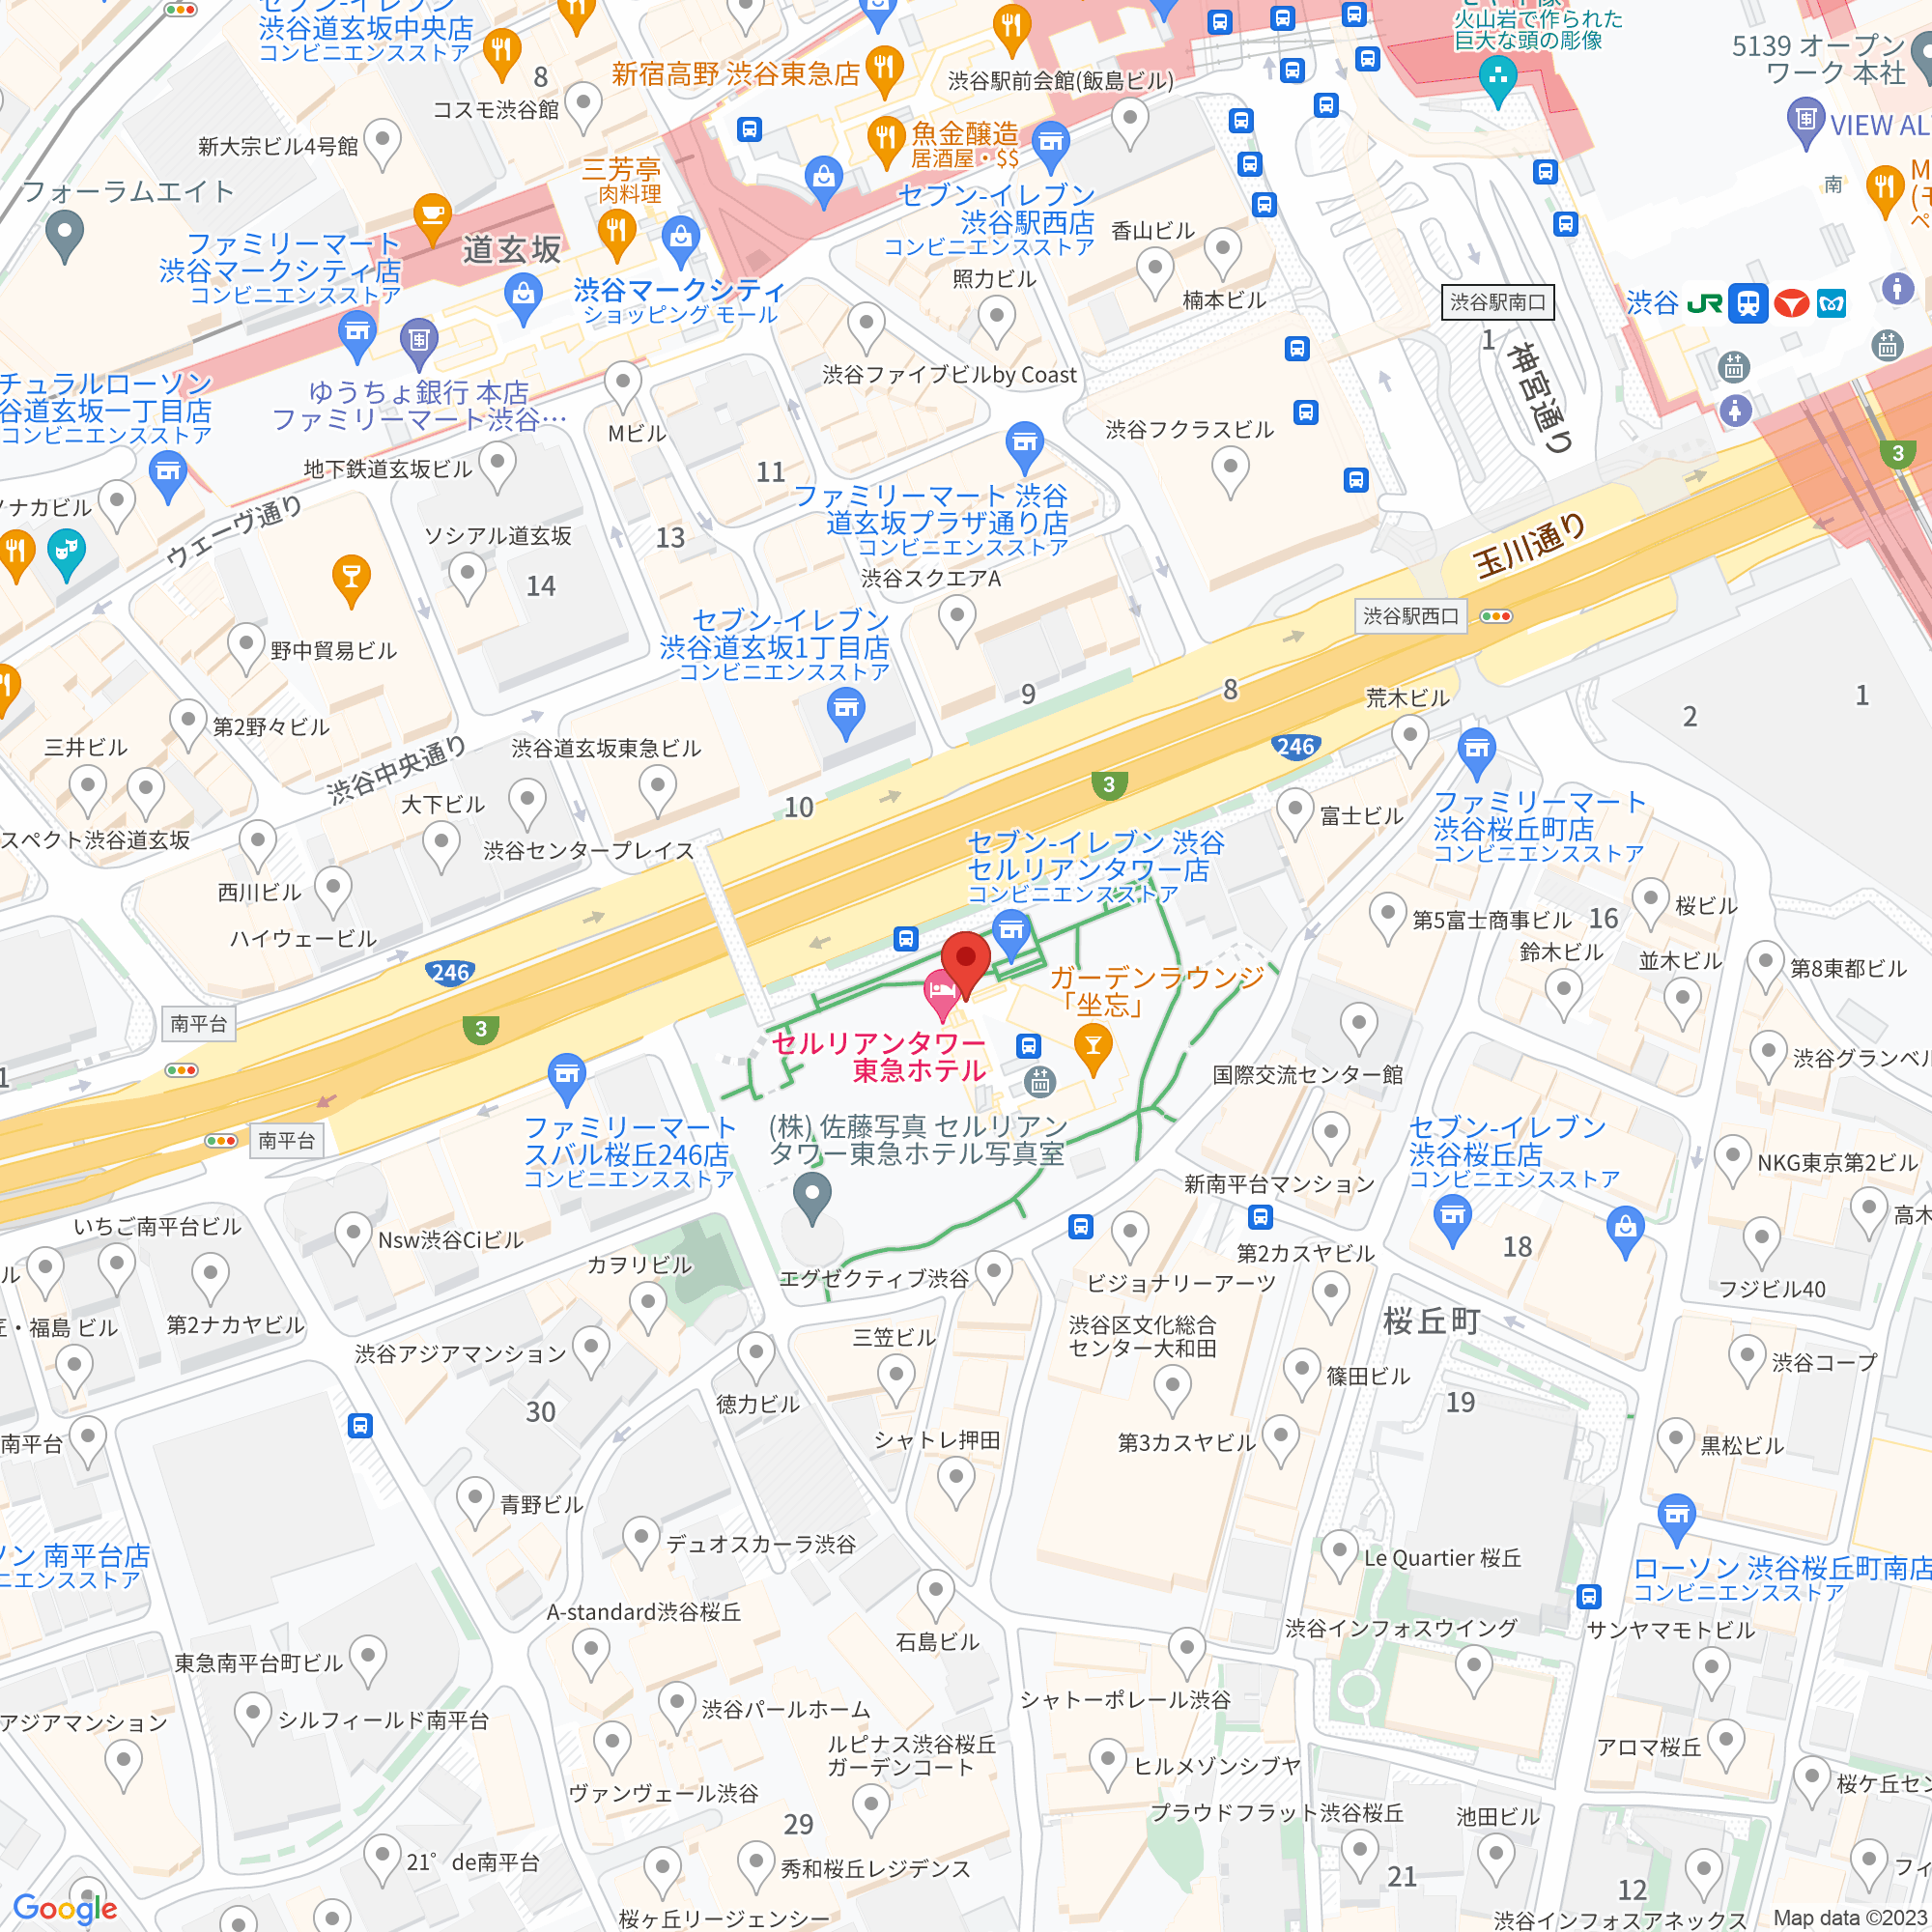 セブン-イレブン
渋谷道玄坂中央店
コンビニエンスストア
8
コスモ渋谷館
新宿高野 渋谷東急店
渋谷駅前会館(飯島ビル)
火山岩で作られた
巨大な頭の彫像
5139 オープン
ワーク 本社
VIEW AL
新大宗ビル4号館
フォーラムエイト
三芳亭
肉料理
魚金醸造
居酒屋・$$
セブン-イレブン
渋谷駅西店
コンビニエンスストア
香山ビル
楠本ビル
照力ビル
南
ファミリーマート
渋谷マークシティ店
コンビニエンスストア
道玄坂
渋谷マークシティ
ショッピング モール
渋谷駅南口
渋谷
JR
1
神宮通り
チュラルローソン
谷道玄坂一丁目店
コンビニエンスストア
ゆうちょ銀行 本店
ファミリーマート渋谷…
Mビル
渋谷ファイブビルby Coast
渋谷フクラスビル
地下鉄道玄坂ビル
ノナカビル
ウェーヴ通り
11
13
ファミリーマート 渋谷
道玄坂プラザ通り店
コンビニエンスストア
3
玉川通り
ソシアル道玄坂
14
渋谷スクエアA
セブン-イレブン
渋谷道玄坂1丁目店
コンビニエンスストア
渋谷駅西口
野中貿易ビル
9
8
荒木ビル
2
1
第2野々ビル
三井ビル
渋谷中央通り
渋谷道玄坂東急ビル
大下ビル
10
246
3
富士ビル
ファミリーマート
渋谷桜丘町店
コンビニエンスストア
スペクト渋谷道玄坂
渋谷センタープレイス
セブン-イレブン 渋谷
セルリアンタワー店
コンビニエンスストア
西川ビル
ハイウェービル
第5富士商事ビル
16
桜ビル
鈴木ビル
並木ビル
第8東都ビル
246
3
南平台
ガーデンラウンジ
「坐忘」
セルリアンタワー
東急ホテル
国際交流センター館
渋谷グランベル
1
南平台
ファミリーマート
スバル桜丘246店
コンビニエンスストア
(株) 佐藤写真 セルリアン
タワー東急ホテル写真室
セブン-イレブン
渋谷桜丘店
コンビニエンスストア
NKG東京第2ビル
新南平台マンション
いちご南平台ビル
Nsw渋谷Ciビル
カヲリビル
エグゼクティブ渋谷
ビジョナリーアーツ
第2カスヤビル
18
高木
フジビル40
ル
・福島 ビル
第2ナカヤビル
渋谷アジアマンション
三笠ビル
渋谷区文化総合
センター大和田
桜丘町
篠田ビル
渋谷コープ
30
徳力ビル
19
南平台
シャトレ押田
第3カスヤビル
黒松ビル
青野ビル
デュオスカーラ渋谷
Le Quartier 桜丘
ソン 南平台店
ニエンスストア
ローソン 渋谷桜丘町南店
コンビニエンスストア
A-standard渋谷桜丘
石島ビル
渋谷インフォスウイング
サンヤマモトビル
東急南平台町ビル
シルフィールド南平台
アジアマンション
渋谷パールホーム
シャトーポレール渋谷
ルピナス渋谷桜丘
ガーデンコート
アロマ桜丘
ヴァンヴェール渋谷
ヒルメゾンシブヤ
桜ケ丘セン
29
プラウドフラット渋谷桜丘
池田ビル
21°de南平台
秀和桜丘レジデンス
21
12
フィ
桜ヶ丘リージェンシー
渋谷インフォスアネックス
Google
Map data ©2023